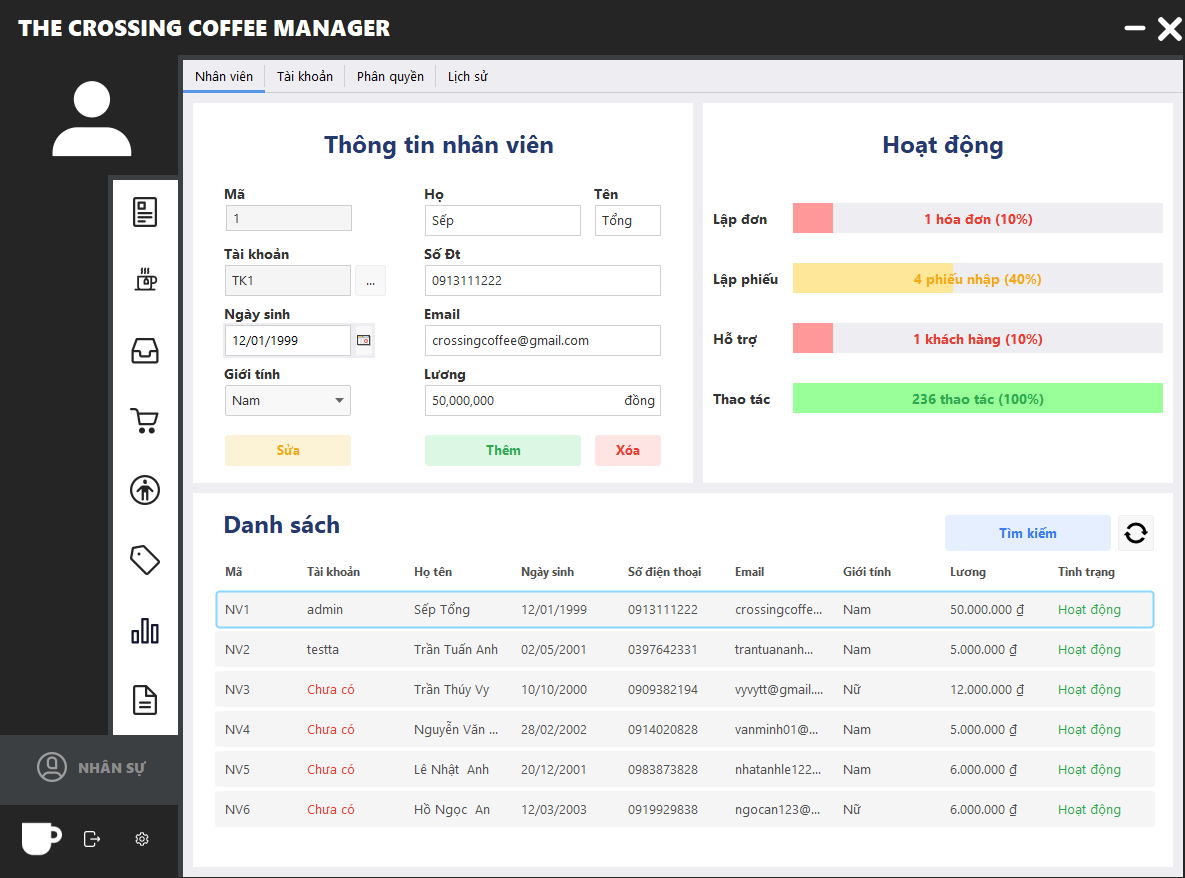 THE CROSSING COFFEE MANAGER
Nhân viên Tài khoản Phân quyền Lịch sử
Thông tin nhân viên
Mã Họ Tên
1 Sếp Tổng
Tài khoản Số Đt
TK1 ... 0913111222
Ngày sinh Email
12/01/1999 crossingcoffee@gmail.com
Giới tính Lương
Nam 50,000,000 đồng
Sửa Thêm Xóa
Hoạt động
Lập đơn 1 hóa đơn (10%)
Lập phiếu 4 phiếu nhập (40%)
Hỗ trợ 1 khách hàng (10%)
Thao tác 236 thao tác (100%)
Danh sách
Tìm kiếm
Mã Tài khoản Họ tên Ngày sinh Số điện thoại Email Giới tính Lương Tình trạng
NV1 admin Sếp Tổng 12/01/1999 0913111222 crossingcoffe... Nam 50.000.000 ₫ Hoạt động
NV2 testta Trần Tuấn Anh 02/05/2001 0397642331 trantuananh... Nam 5.000.000 ₫ Hoạt động
NV3 Chưa có Trần Thúy Vy 10/10/2000 0909382194 vyvytt@gmail.... Nữ 12.000.000 ₫ Hoạt động
NV4 Chưa có Nguyễn Văn ... 28/02/2002 0914020828 vanminh01@... Nam 5.000.000 ₫ Hoạt động
NV5 Chưa có Lê Nhật  Anh 20/12/2001 0983873828 nhatanhle122... Nam 6.000.000 ₫ Hoạt động
NV6 Chưa có Hồ Ngọc  An 12/03/2003 0919929838 ngocan123@... Nữ 6.000.000 ₫ Hoạt động
NHÂN SỰ